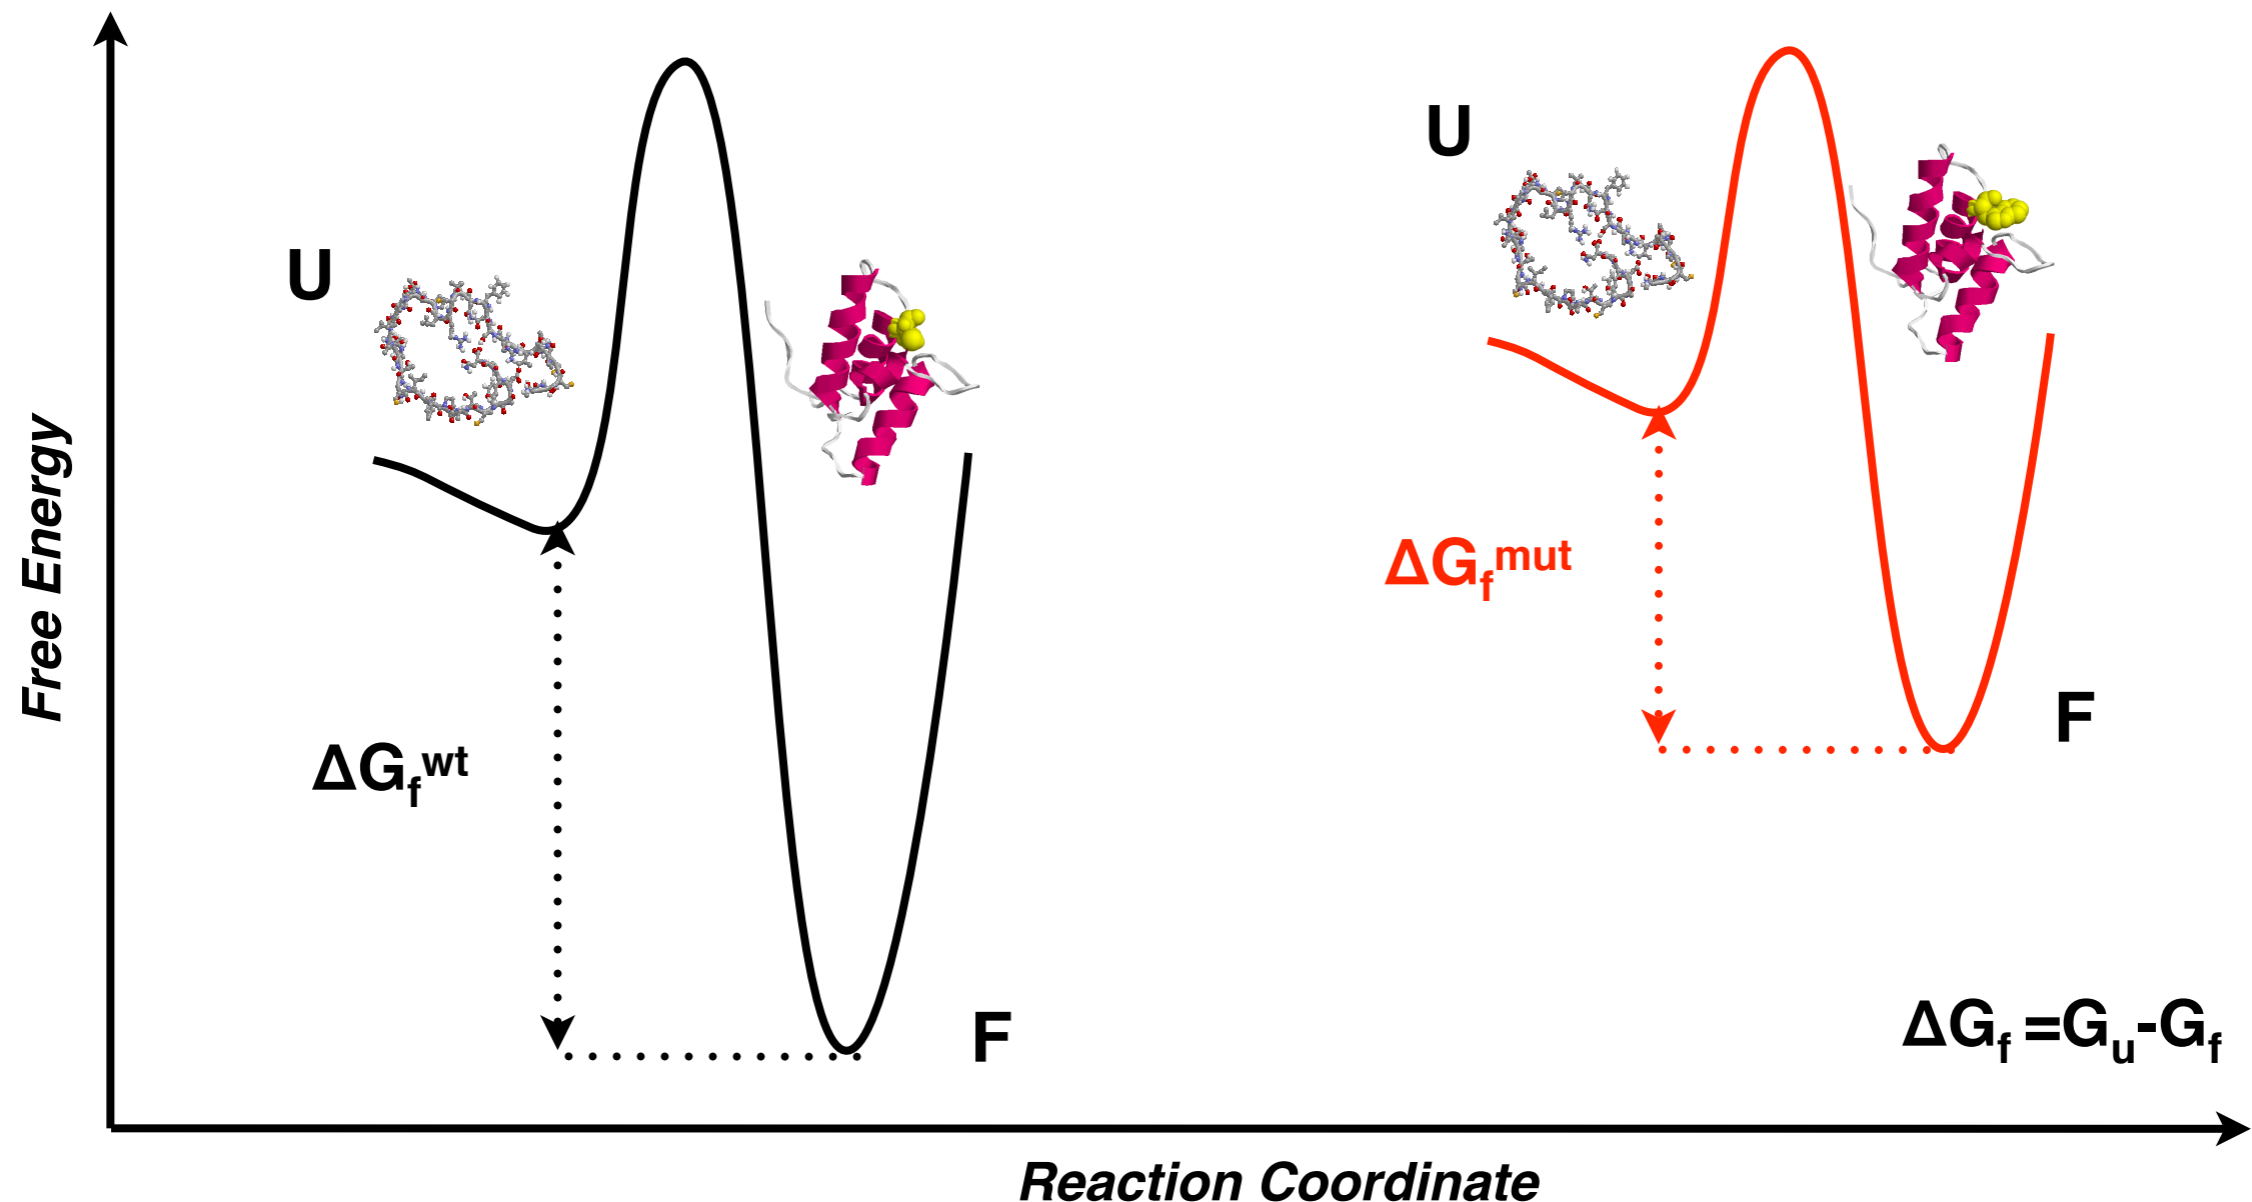 Free Energy
U
ΔGfwt
F
U
ΔGfmut
F
ΔGf =Gu-Gf
Reaction Coordinate